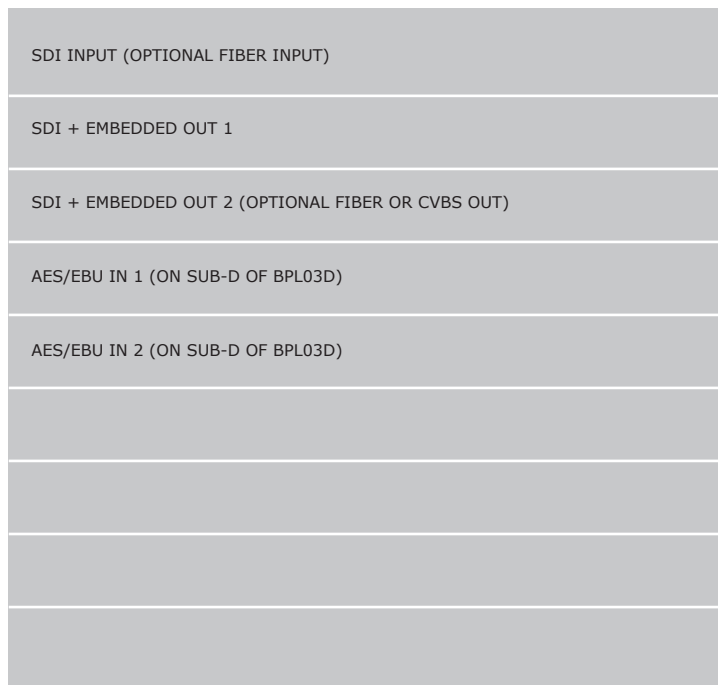 SDI INPUT (OPTIONAL FIBER INPUT)
SDI + EMBEDDED OUT 1
SDI + EMBEDDED OUT 2 (OPTIONAL FIBER OR CVBS OUT)
AES/EBU IN 1 (ON SUB-D OF BPL03D)
AES/EBU IN 2 (ON SUB-D OF BPL03D)